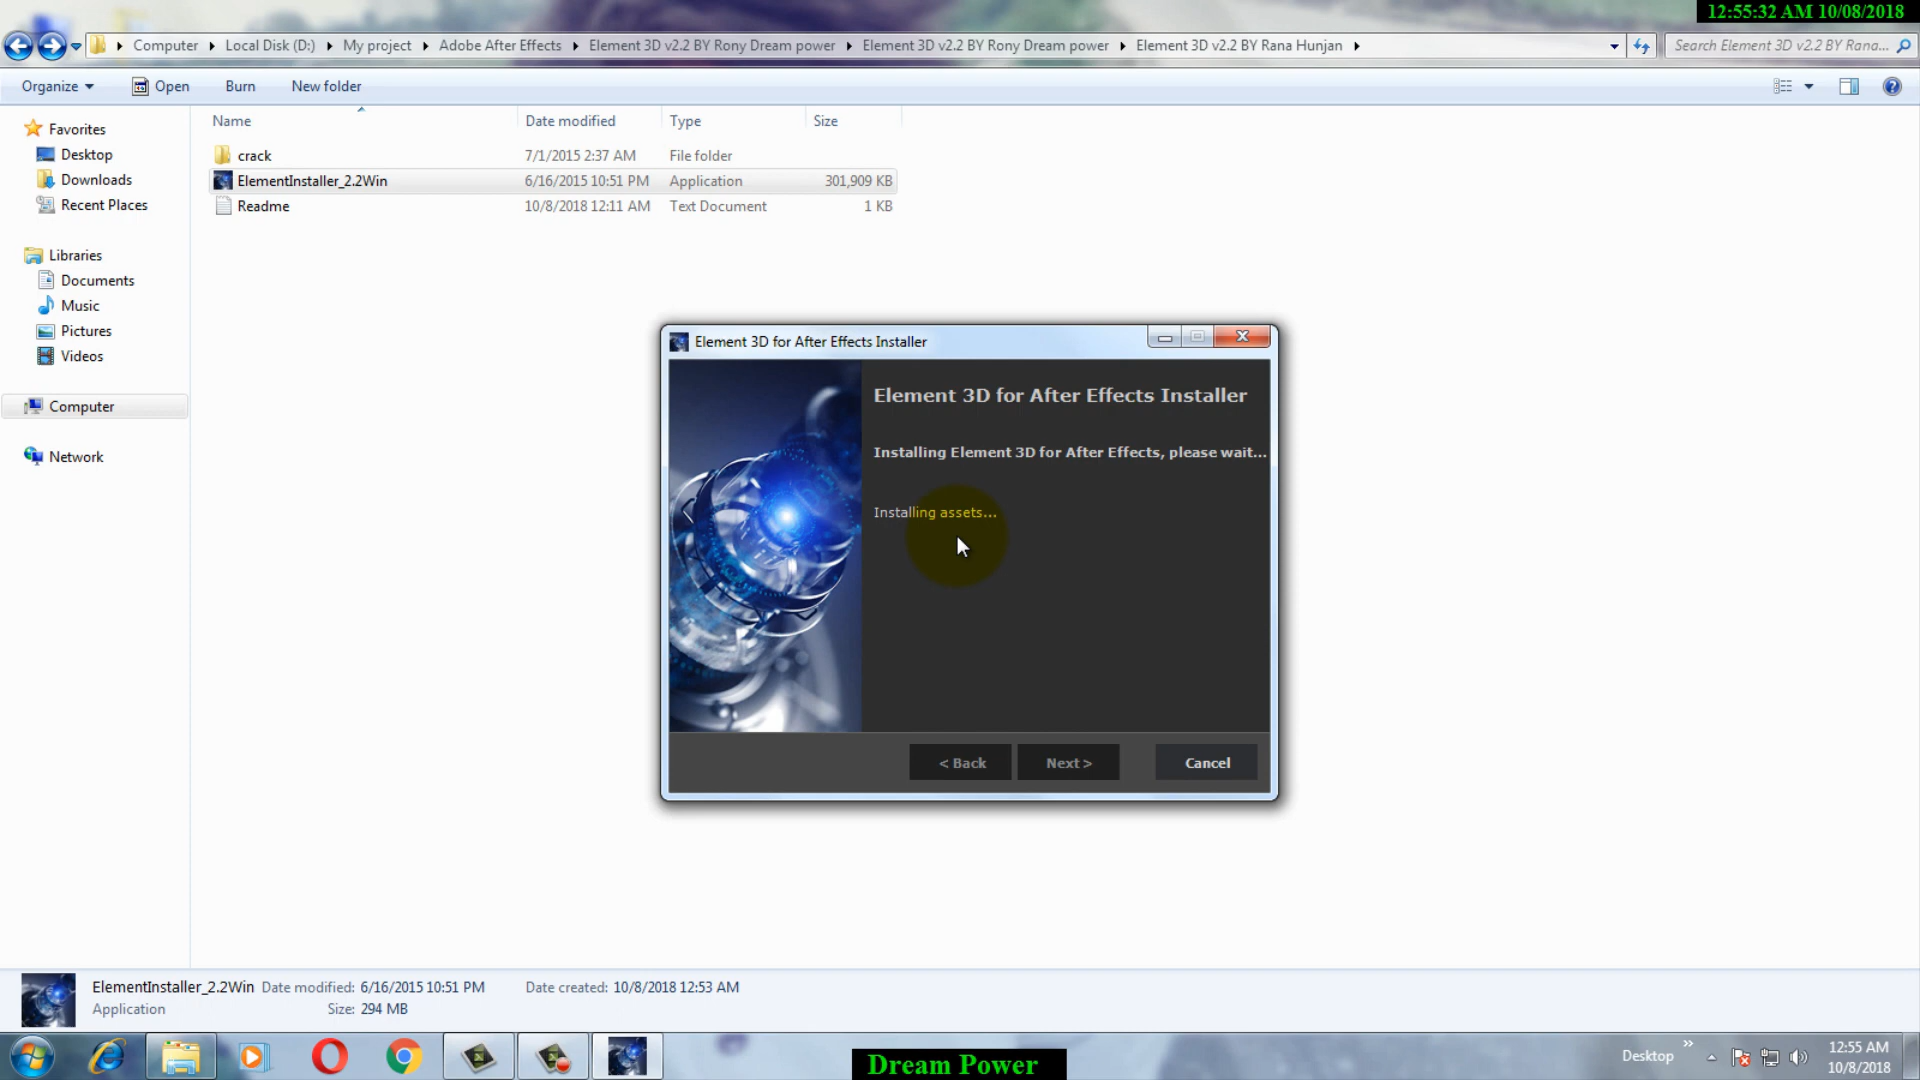 12:55:32 AM 10/08/2018
Computer Local Disk (D:) My project Adobe After Effects Element 3D v2.2 BY Rony Dream power Element 3D v2.2 BY Rony Dream power Element 3D v2.2 BY Rana Hunjan
Search Element 3D v2.2 BY Rana...
Organize Open Burn New folder
Name Date modified Type Size
crack 7/1/2015 2:37 AM File folder
ElementInstaller_2.2Win 6/16/2015 10:51 PM Application 301,909 KB
Readme 10/8/2018 12:11 AM Text Document 1 KB
Favorites
Desktop
Downloads
Recent Places
Libraries
Documents
Music
Pictures
Videos
Computer
Network
Element 3D for After Effects Installer
Element 3D for After Effects Installer
Installing Element 3D for After Effects, please wait...
Installing assets...
< Back Next > Cancel
ElementInstaller_2.2Win Date modified: 6/16/2015 10:51 PM Date created: 10/8/2018 12:53 AM
Application Size: 294 MB
Dream Power
Desktop
12:55 AM
10/8/2018